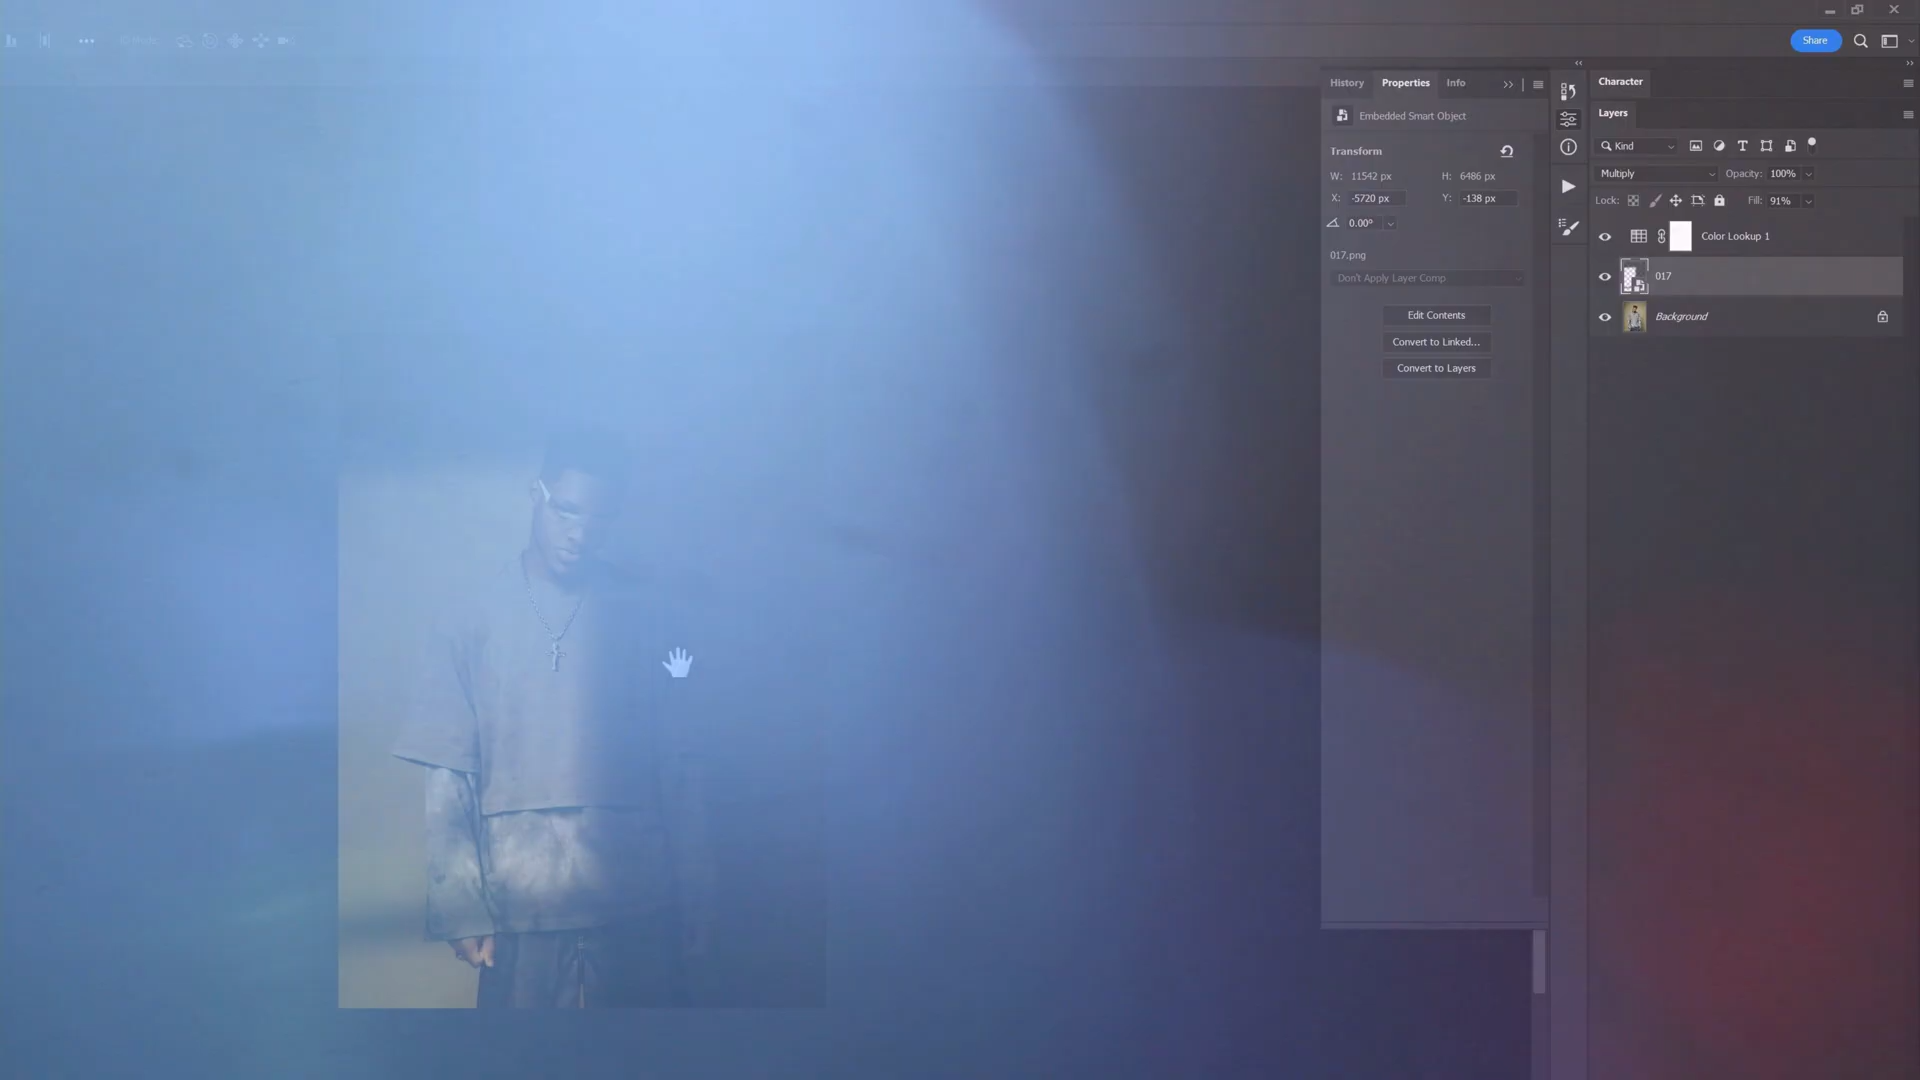 Share
History Properties Info
Embedded Smart Object
Transform
W: 11542 px H: 6486 px
X: -5720 px Y: -138 px
0.00°
017.png
Don't Apply Layer Comp
Edit Contents
Convert to Linked...
Convert to Layers
Character
Layers
Kind
Multiply Opacity: 100%
Lock: Fill: 91%
Color Lookup 1
017
Background